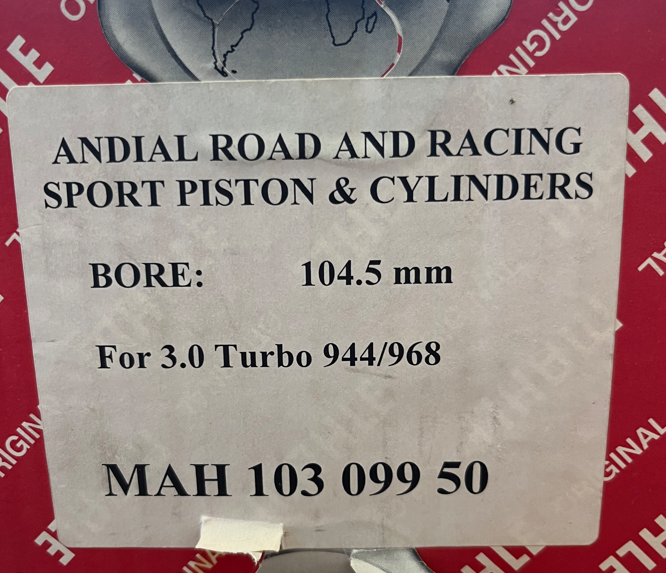 ANDIAL ROAD AND RACING
SPORT PISTON & CYLINDERS
BORE: 104.5 mm
For 3.0 Turbo 944/968
MAH 103 099 50
ORIGINAL